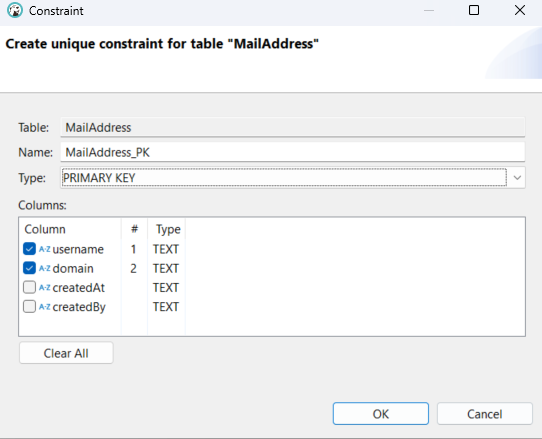 Constraint
Create unique constraint for table "MailAddress"
Table: MailAddress
Name: MailAddress_PK
Type: PRIMARY KEY
Columns:
Column # Type
A-Z username 1 TEXT
A-Z domain 2 TEXT
A-Z createdAt TEXT
A-Z createdBy TEXT
Clear All
OK Cancel